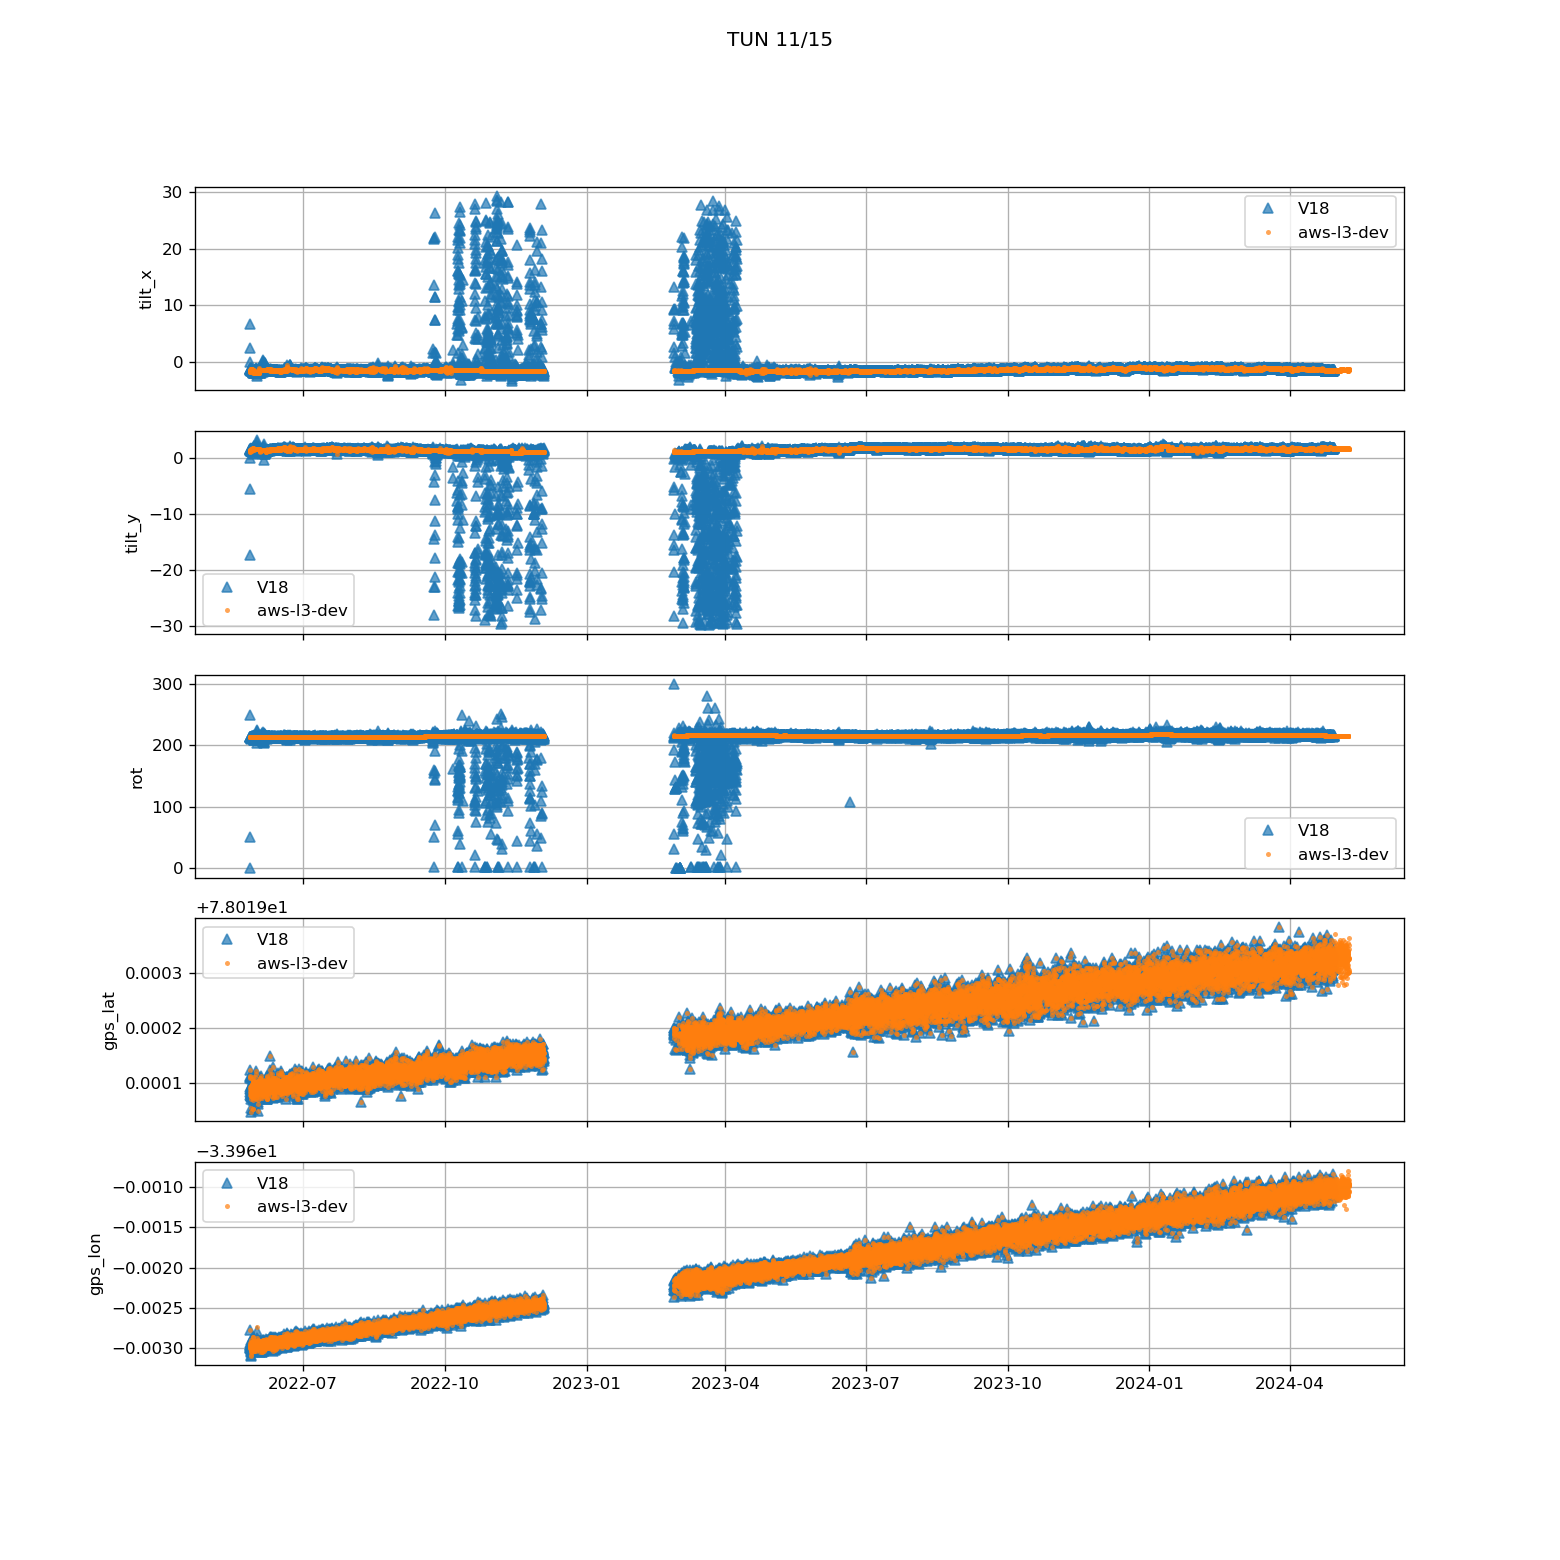 TUN 11/15
30
20
10
0
tilt_x
V18
aws-l3-dev
0
−10
−20
−30
tilt_y
V18
aws-l3-dev
300
200
100
0
rot
V18
aws-l3-dev
+7.8019e1
0.0003
0.0002
0.0001
gps_lat
V18
aws-l3-dev
−3.396e1
−0.0010
−0.0015
−0.0020
−0.0025
−0.0030
gps_lon
V18
aws-l3-dev
2022-07 2022-10 2023-01 2023-04 2023-07 2023-10 2024-01 2024-04